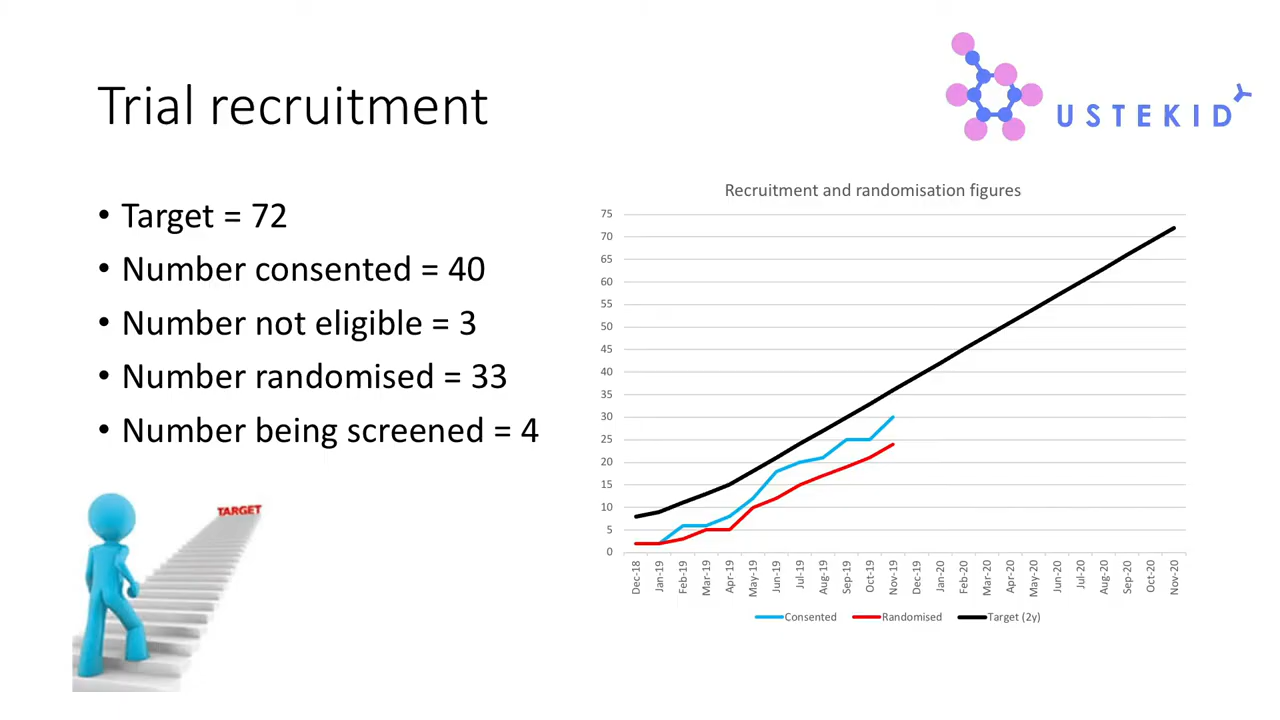 Trial recruitment
USTEKID
• Target = 72
• Number consented = 40
• Number not eligible = 3
• Number randomised = 33
• Number being screened = 4
TARGET
Recruitment and randomisation figures
75
70
65
60
55
50
45
40
35
30
25
20
15
10
5
0
Dec-18
Jan-19
Feb-19
Mar-19
Apr-19
May-19
Jun-19
Jul-19
Aug-19
Sep-19
Oct-19
Nov-19
Dec-19
Jan-20
Feb-20
Mar-20
Apr-20
May-20
Jun-20
Jul-20
Aug-20
Sep-20
Oct-20
Nov-20
Consented
Randomised
Target (2y)